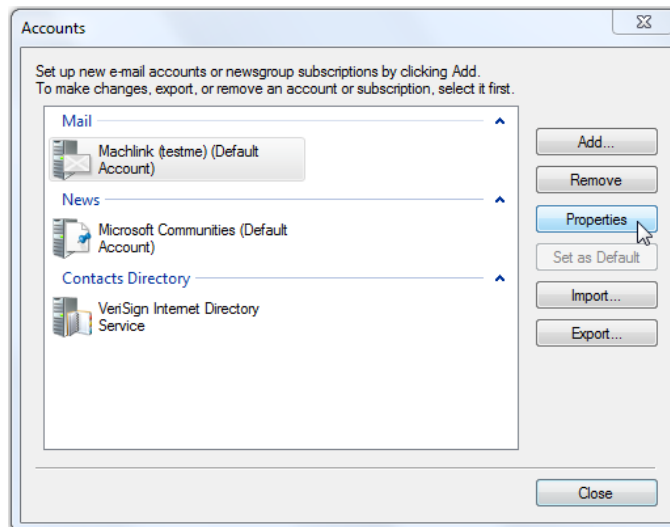 Accounts
Set up new e-mail accounts or newsgroup subscriptions by clicking Add.
To make changes, export, or remove an account or subscription, select it first.
Mail
Machlink (testme) (Default
Account)
News
Microsoft Communities (Default
Account)
Contacts Directory
VeriSign Internet Directory
Service
Add...
Remove
Properties
Set as Default
Import...
Export...
Close